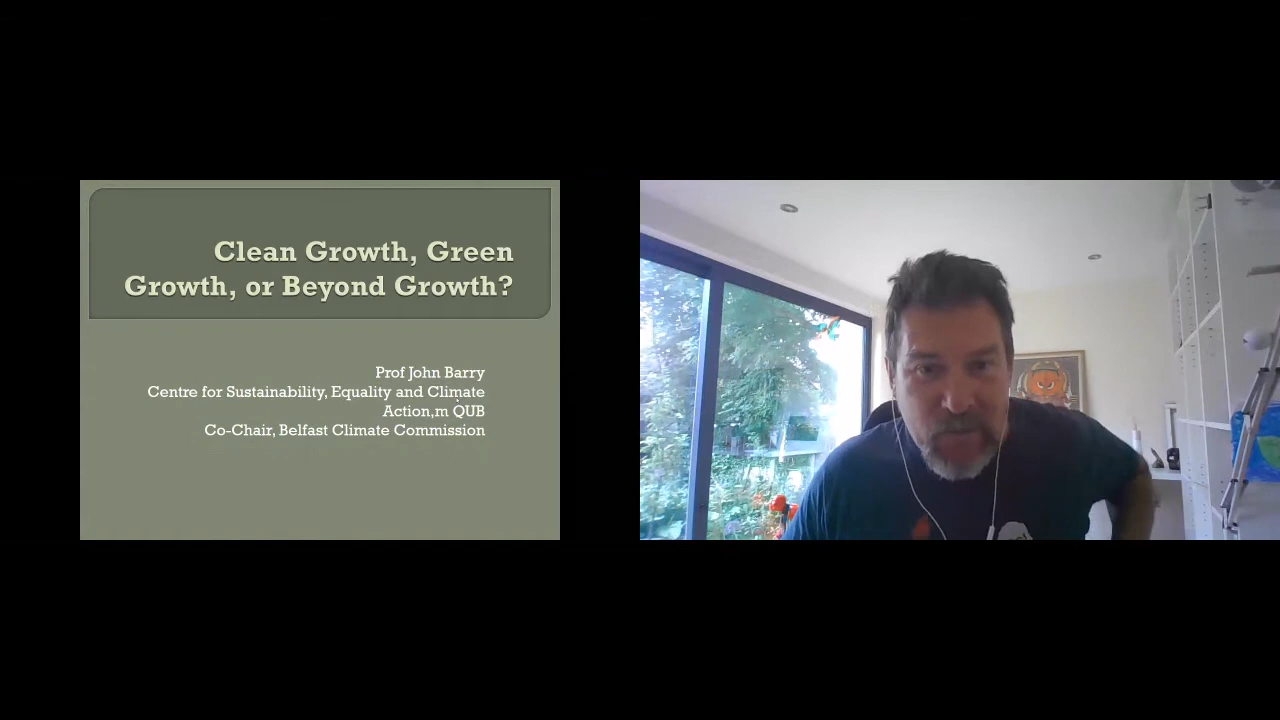 Clean Growth, Green
Growth, or Beyond Growth?
Prof John Barry
Centre for Sustainability, Equality and Climate
Action,m QUB
Co-Chair, Belfast Climate Commission